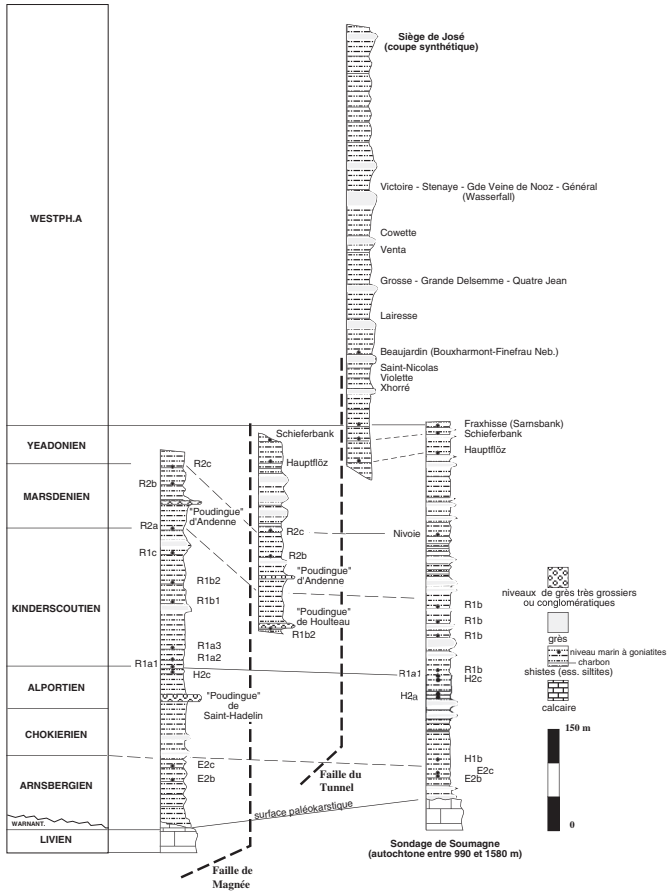 Siège de José
(coupe synthétique)
WESTPH.A
Victoire - Stenaye - Gde Veine de Nooz - Général
(Wasserfall)
Cowette
Venta
Grosse - Grande Delsemme - Quatre Jean
Lairesse
Beaujardin (Bouxharmont-Finefrau Neb.)
Saint-Nicolas
Violette
Xhorré
Fraxhisse (Sarnsbank)
Schieferbank
Hauptflöz
YEADONIEN
MARSDENIEN
KINDERSCOUTIEN
ALPORTIEN
CHOKIERIEN
ARNSBERGIEN
WARNANT.
LIVIEN
R2c
R2b
"Poudingue"
d'Andenne
R2a
R1c
R1b2
R1b1
R1a3
R1a2
R1a1
H2c
"Poudingue"
de
Saint-Hadelin
E2c
E2b
Schieferbank
Hauptflöz
R2c
R2b
"Poudingue"
d'Andenne
"Poudingue"
de Houlteau
R1b2
Nivoie
R1b
R1b
R1b
R1b
R1a1
H2c
H2a
H1b
E2c
E2b
surface paléokarstique
Faille de
Magnée
Faille du
Tunnel
Sondage de Soumagne
(autochtone entre 990 et 1580 m)
niveaux de grès très grossiers
ou conglomératiques
grès
niveau marin à goniatites
charbon
shistes (ess. siltites)
calcaire
150 m
0